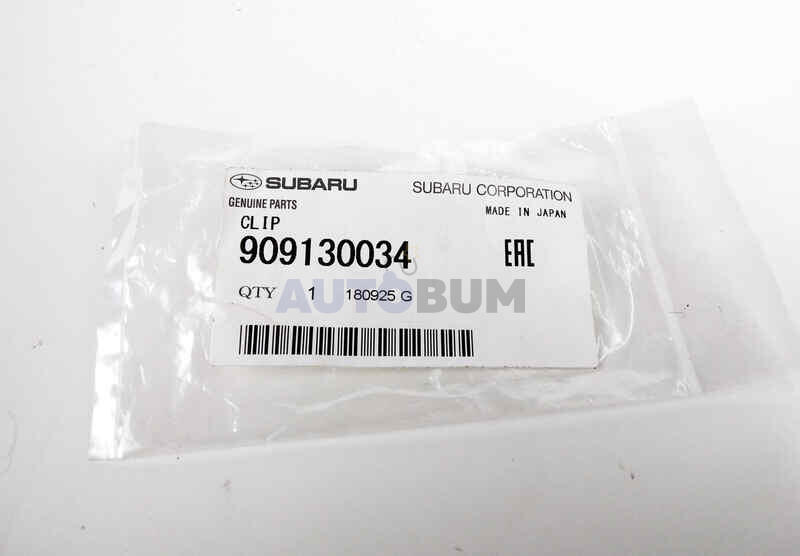 SUBARU SUBARU CORPORATION
GENUINE PARTS MADE IN JAPAN
CLIP
909130034 EAC
QTY 1 180925 G
AUTOBUM